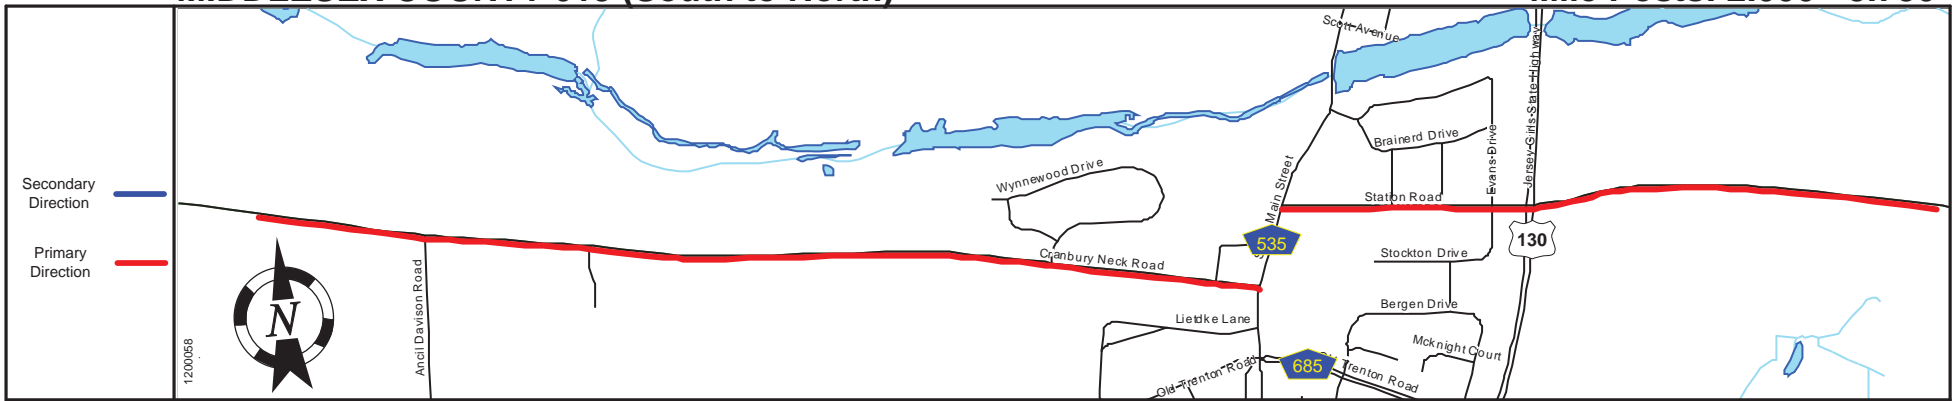 Secondary
Direction
Primary
Direction
1200058
N
Ancil Davison Road
Wynnewood Drive
Cranbury Neck Road
Lietdke Lane
Old Trenton Road
685
Trenton Road
535
Main Street
Scott Avenue
Brainerd Drive
Station Road
Evans Drive
Jersey Girls State Highway
130
Stockton Drive
Bergen Drive
Mcknight Court